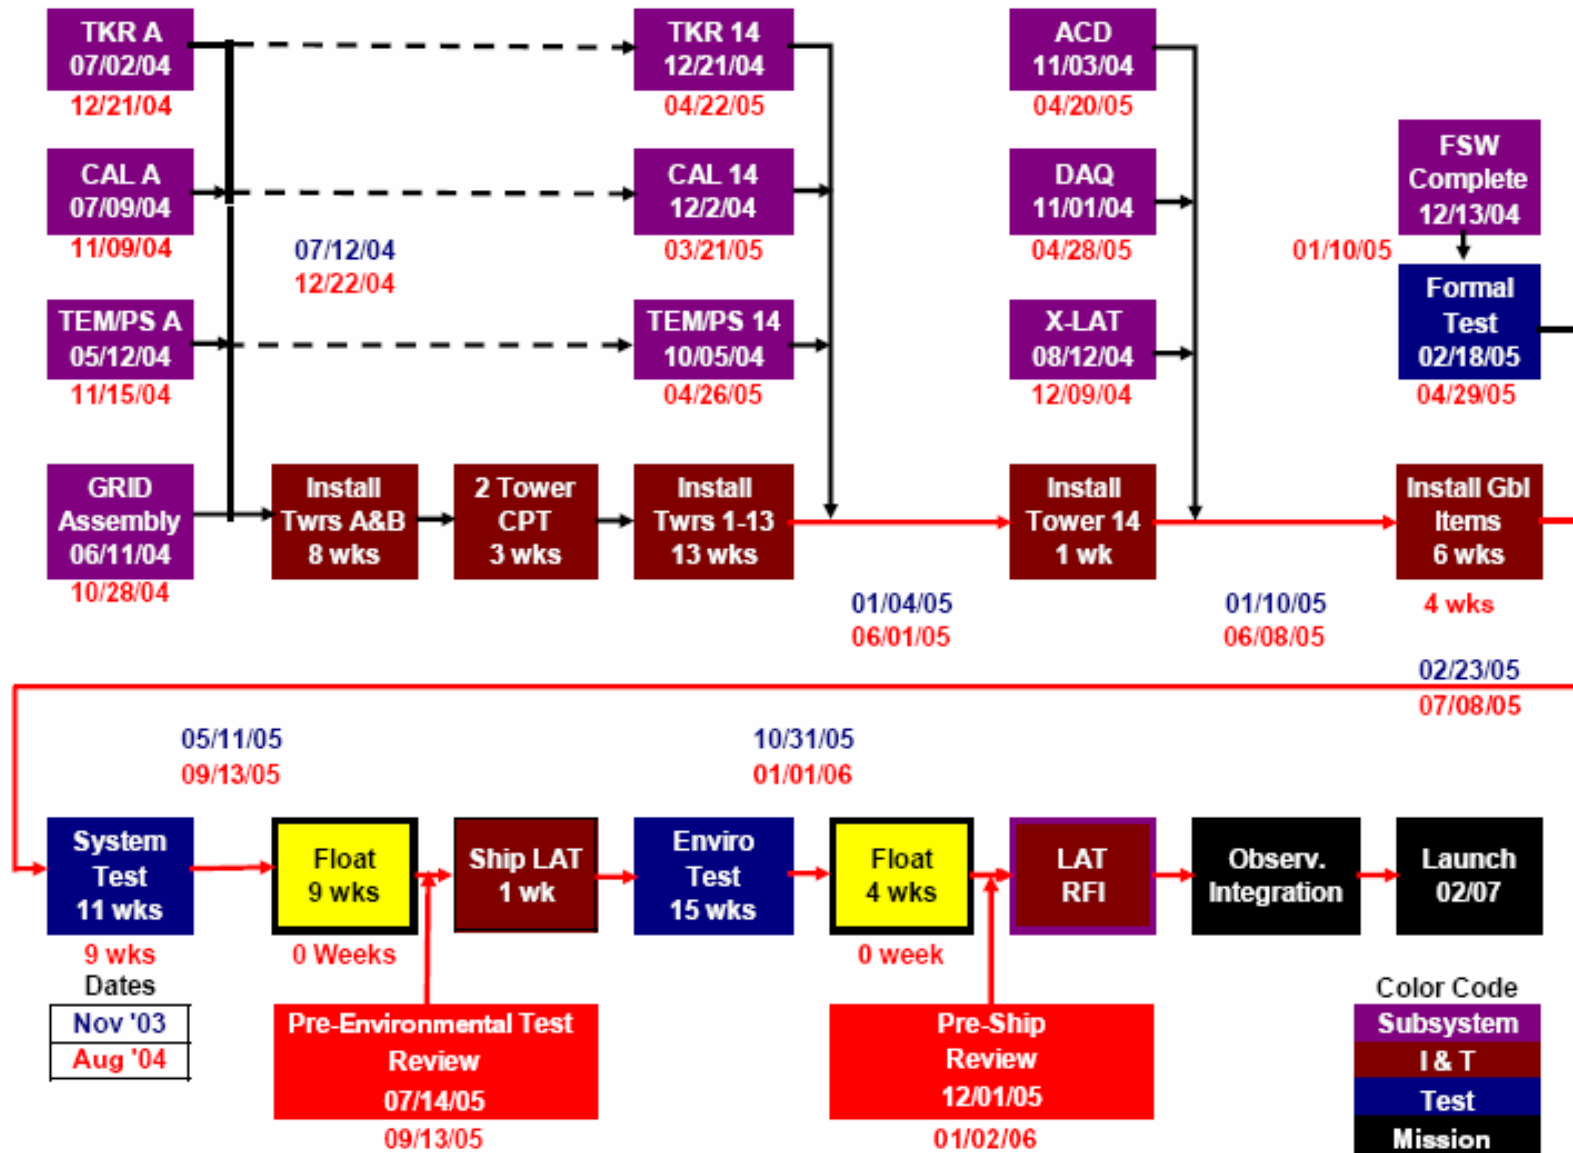 TKR A
07/02/04
12/21/04
TKR 14
12/21/04
04/22/05
ACD
11/03/04
04/20/05
CAL A
07/09/04
11/09/04
CAL 14
12/2/04
03/21/05
DAQ
11/01/04
04/28/05
FSW
Complete
12/13/04
07/12/04
12/22/04
01/10/05
TEM/PS A
05/12/04
11/15/04
TEM/PS 14
10/05/04
04/26/05
X-LAT
08/12/04
12/09/04
Formal
Test
02/18/05
04/29/05
GRID
Assembly
06/11/04
10/28/04
Install
Twrs A&B
8 wks
2 Tower
CPT
3 wks
Install
Twrs 1-13
13 wks
Install
Tower 14
1 wk
Install Gbl
Items
6 wks
4 wks
01/04/05
06/01/05
01/10/05
06/08/05
02/23/05
07/08/05
05/11/05
09/13/05
10/31/05
01/01/06
System
Test
11 wks
9 wks
Float
9 wks
0 Weeks
Ship LAT
1 wk
Enviro
Test
15 wks
Float
4 wks
0 week
LAT
RFI
Observ.
Integration
Launch
02/07
Dates
Nov '03
Aug '04
Pre-Environmental Test
Review
07/14/05
09/13/05
Pre-Ship
Review
12/01/05
01/02/06
Color Code
Subsystem
I & T
Test
Mission